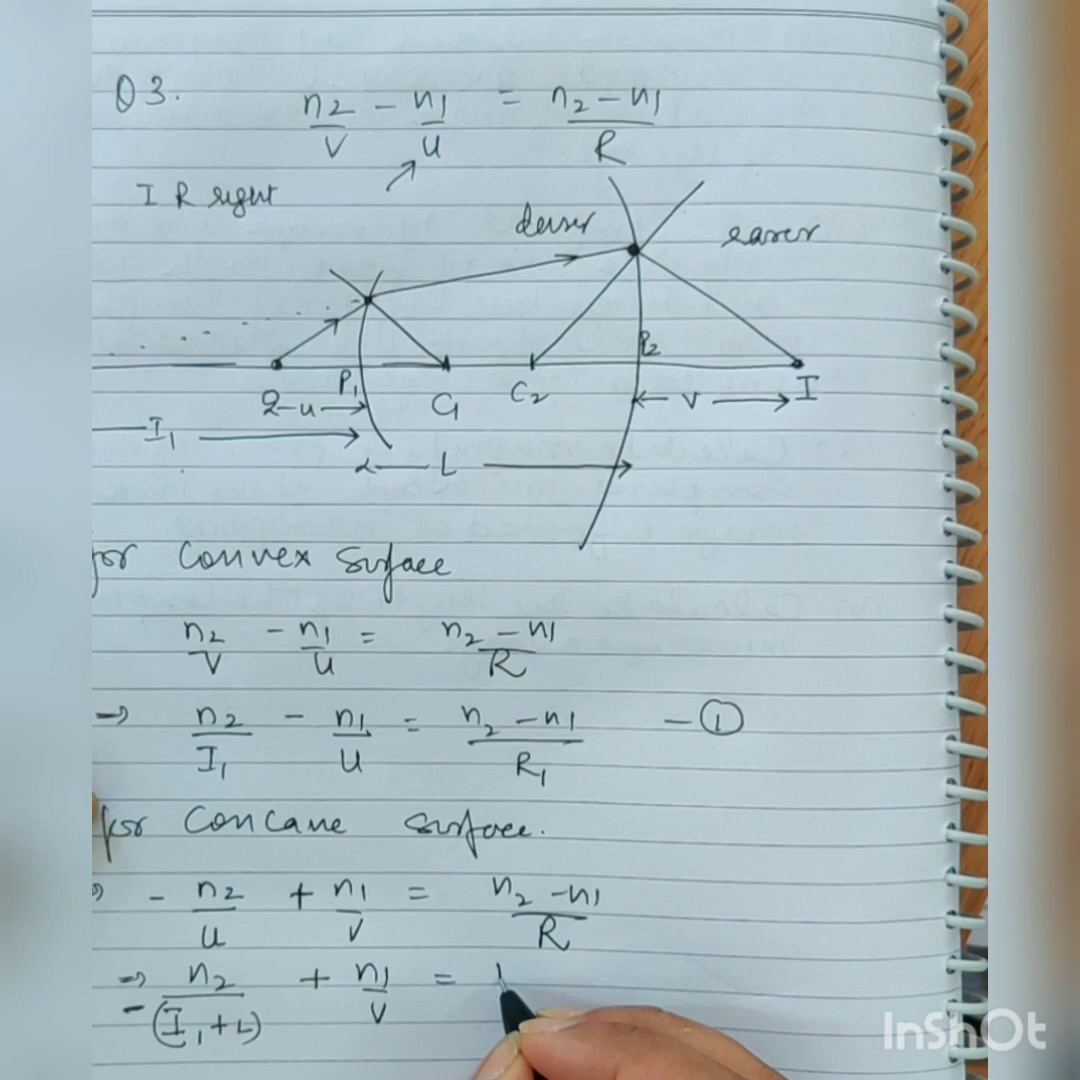 Q3. n2/v - n1/u = n2-n1/R
I R right
denser rarer
P1 P2
-u C1 C2 v I
I1
L
for Convex Surface
n2/v - n1/u = n2-n1/R
⇒ n2/I1 - n1/u = n2-n1/R1 -①
for Concave surface.
⇒ - n2/u + n1/v = n2-n1/R
⇒ - n2/(I1+L) + n1/v =
InShOt